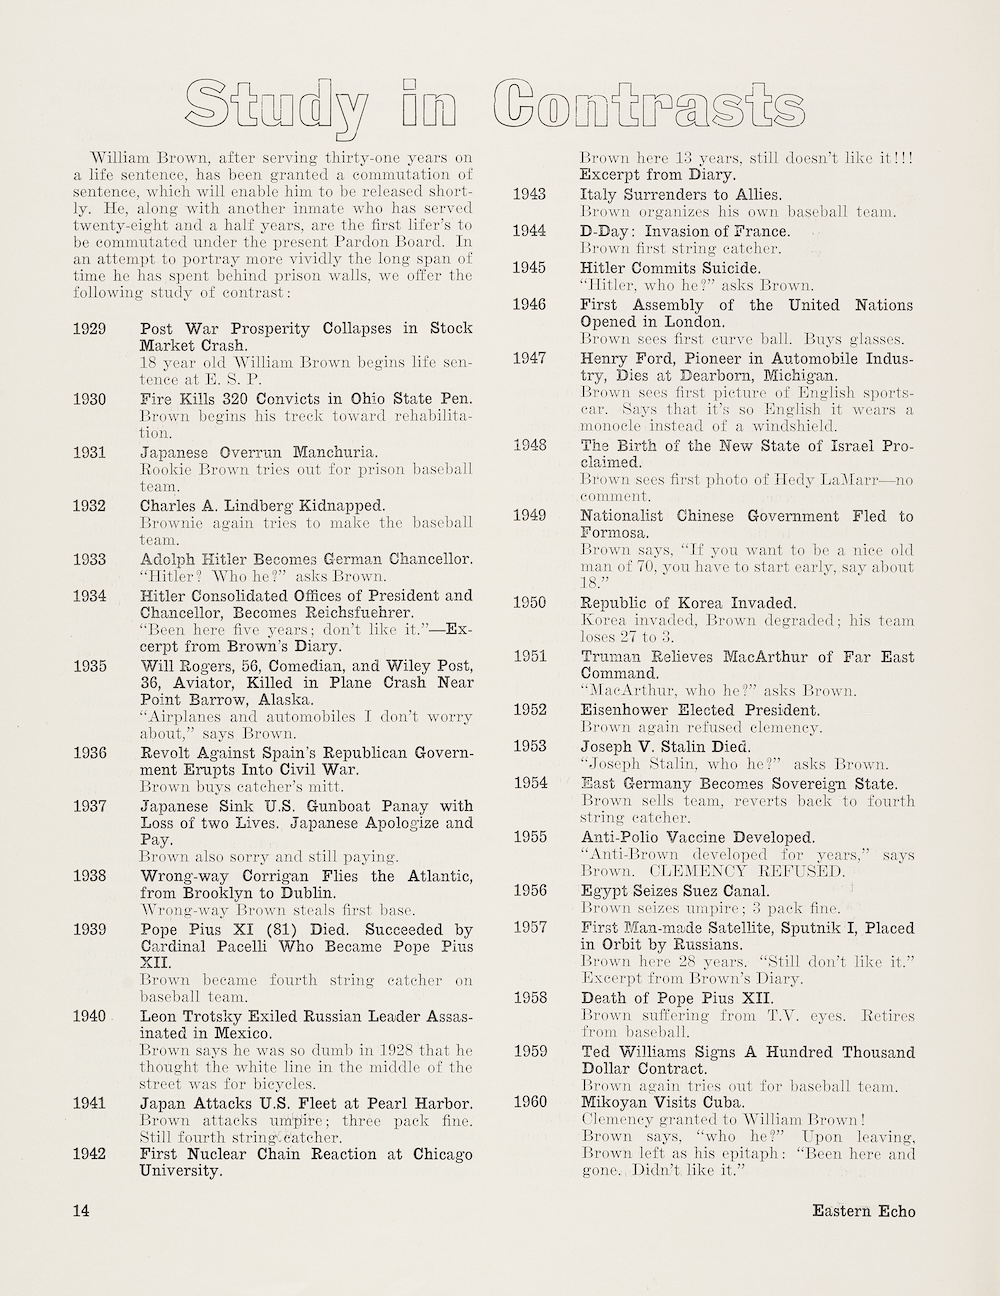 Study in Contrasts
William Brown, after serving thirty-one years on
a life sentence, has been granted a commutation of
sentence, which will enable him to be released short-
ly. He, along with another inmate who has served
twenty-eight and a half years, are the first lifer's to
be commutated under the present Pardon Board. In
an attempt to portray more vividly the long span of
time he has spent behind prison walls, we offer the
following study of contrast:
1929 Post War Prosperity Collapses in Stock
Market Crash.
18 year old William Brown begins life sen-
tence at E. S. P.
1930 Fire Kills 320 Convicts in Ohio State Pen.
Brown begins his treck toward rehabilita-
tion.
1931 Japanese Overrun Manchuria.
Rookie Brown tries out for prison baseball
team.
1932 Charles A. Lindberg Kidnapped.
Brownie again tries to make the baseball
team.
1933 Adolph Hitler Becomes German Chancellor.
"Hitler? Who he?" asks Brown.
1934 Hitler Consolidated Offices of President and
Chancellor, Becomes Reichsfuehrer.
"Been here five years; don't like it."—Ex-
cerpt from Brown's Diary.
1935 Will Rogers, 56, Comedian, and Wiley Post,
36, Aviator, Killed in Plane Crash Near
Point Barrow, Alaska.
"Airplanes and automobiles I don't worry
about," says Brown.
1936 Revolt Against Spain's Republican Govern-
ment Erupts Into Civil War.
Brown buys catcher's mitt.
1937 Japanese Sink U.S. Gunboat Panay with
Loss of two Lives. Japanese Apologize and
Pay.
Brown also sorry and still paying.
1938 Wrong-way Corrigan Flies the Atlantic,
from Brooklyn to Dublin.
Wrong-way Brown steals first base.
1939 Pope Pius XI (81) Died. Succeeded by
Cardinal Pacelli Who Became Pope Pius
XII.
Brown became fourth string catcher on
baseball team.
1940 Leon Trotsky Exiled Russian Leader Assas-
inated in Mexico.
Brown says he was so dumb in 1928 that he
thought the white line in the middle of the
street was for bicycles.
1941 Japan Attacks U.S. Fleet at Pearl Harbor.
Brown attacks umpire; three pack fine.
Still fourth string catcher.
1942 First Nuclear Chain Reaction at Chicago
University.
Brown here 13 years, still doesn't like it!!!
Excerpt from Diary.
1943 Italy Surrenders to Allies.
Brown organizes his own baseball team.
1944 D-Day: Invasion of France.
Brown first string catcher.
1945 Hitler Commits Suicide.
"Hitler, who he?" asks Brown.
1946 First Assembly of the United Nations
Opened in London.
Brown sees first curve ball. Buys glasses.
1947 Henry Ford, Pioneer in Automobile Indus-
try, Dies at Dearborn, Michigan.
Brown sees first picture of English sports-
car. Says that it's so English it wears a
monocle instead of a windshield.
1948 The Birth of the New State of Israel Pro-
claimed.
Brown sees first photo of Hedy LaMarr—no
comment.
1949 Nationalist Chinese Government Fled to
Formosa.
Brown says, "If you want to be a nice old
man of 70, you have to start early, say about
18."
1950 Republic of Korea Invaded.
Korea invaded, Brown degraded; his team
loses 27 to 3.
1951 Truman Relieves MacArthur of Far East
Command.
"MacArthur, who he?" asks Brown.
1952 Eisenhower Elected President.
Brown again refused clemency.
1953 Joseph V. Stalin Died.
"Joseph Stalin, who he?" asks Brown.
1954 East Germany Becomes Sovereign State.
Brown sells team, reverts back to fourth
string catcher.
1955 Anti-Polio Vaccine Developed.
"Anti-Brown developed for years," says
Brown. CLEMENCY REFUSED.
1956 Egypt Seizes Suez Canal.
Brown seizes umpire; 3 pack fine.
1957 First Man-made Satellite, Sputnik I, Placed
in Orbit by Russians.
Brown here 28 years. "Still don't like it."
Excerpt from Brown's Diary.
1958 Death of Pope Pius XII.
Brown suffering from T.V. eyes. Retires
from baseball.
1959 Ted Williams Signs A Hundred Thousand
Dollar Contract.
Brown again tries out for baseball team.
1960 Mikoyan Visits Cuba.
Clemency granted to William Brown!
Brown says, "who he?" Upon leaving,
Brown left as his epitaph: "Been here and
gone. Didn't like it."
14
Eastern Echo